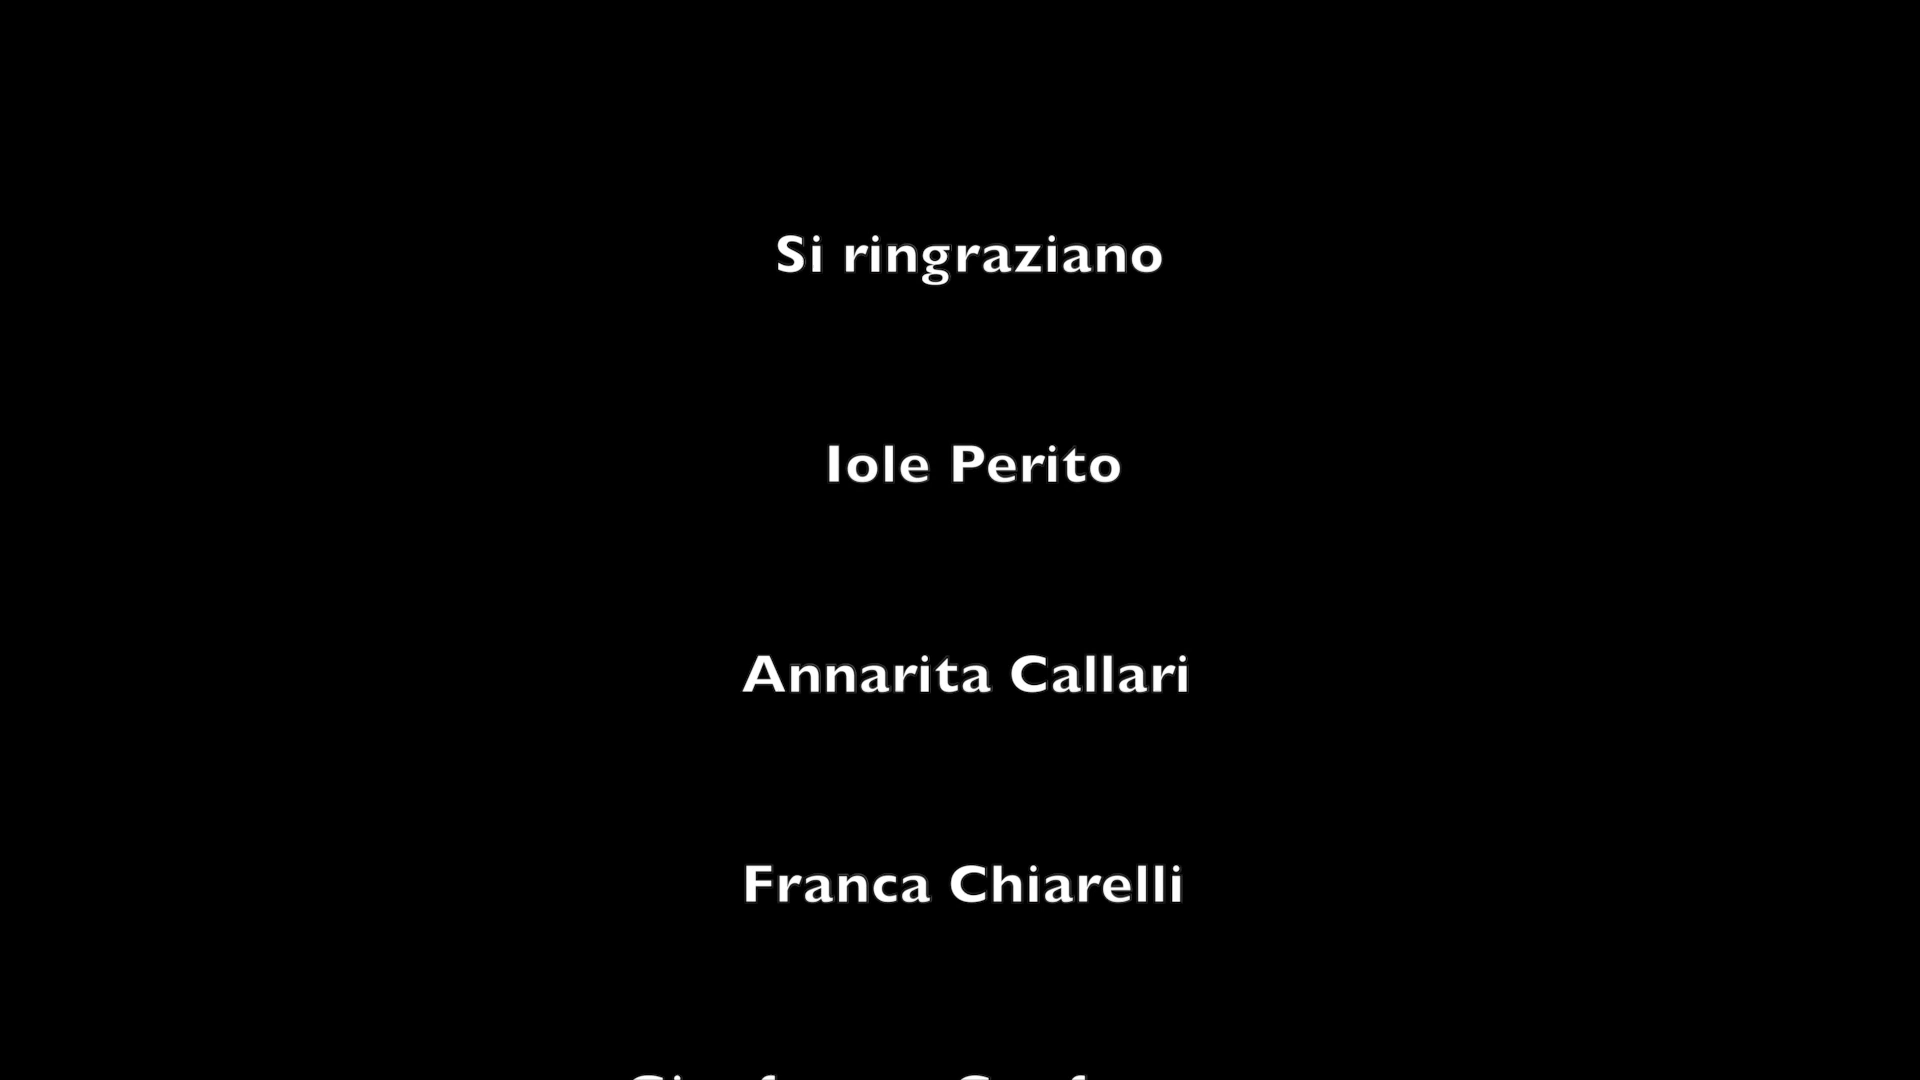 Si ringraziano
Iole Perito
Annarita Callari
Franca Chiarelli